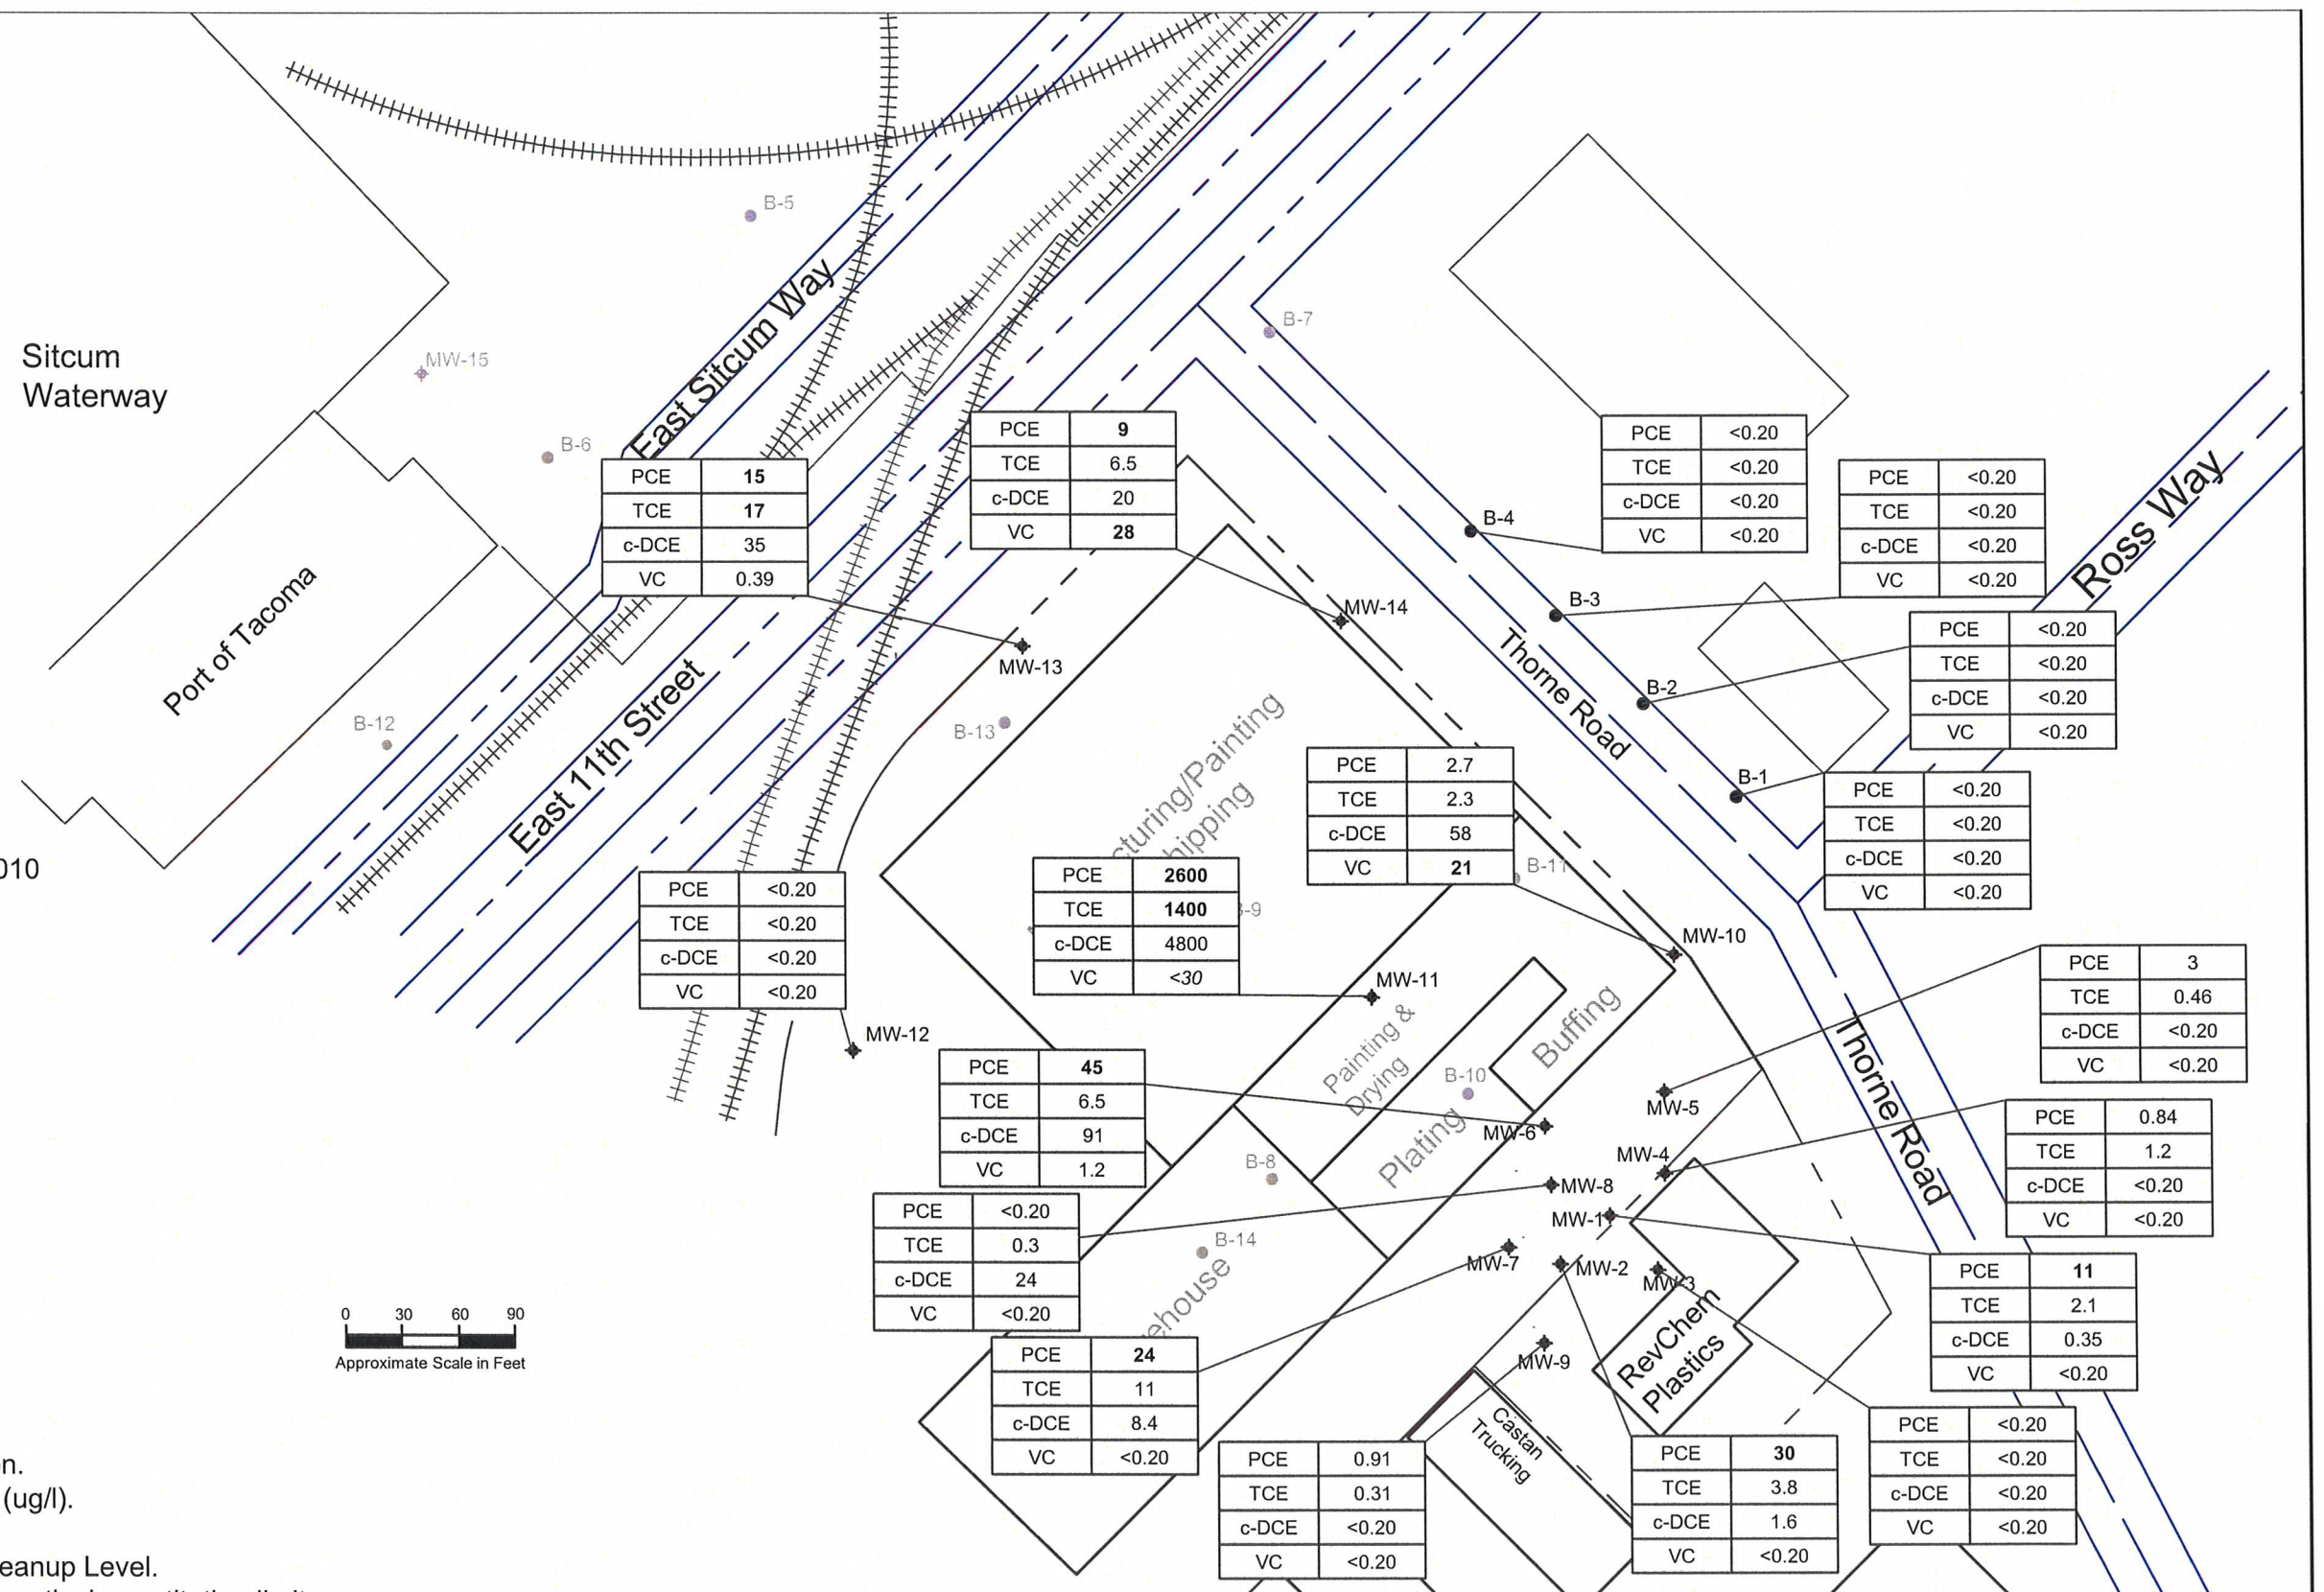 B-5
East Sitcum Way
Sitcum
Waterway
MW-15
B-6
B-7
PCE 15
TCE 17
c-DCE 35
VC 0.39
PCE 9
TCE 6.5
c-DCE 20
VC 28
PCE <0.20
TCE <0.20
c-DCE <0.20
VC <0.20
PCE <0.20
TCE <0.20
c-DCE <0.20
VC <0.20
Ross Way
B-4
B-3
MW-14
MW-13
Port of Tacoma
B-12
East 11th Street
B-13
Thorne Road
B-2
PCE <0.20
TCE <0.20
c-DCE <0.20
VC <0.20
B-1
PCE <0.20
TCE <0.20
c-DCE <0.20
VC <0.20
cturing/Painting
hipping
PCE 2.7
TCE 2.3
c-DCE 58
VC 21
B-11
010
PCE <0.20
TCE <0.20
c-DCE <0.20
VC <0.20
PCE 2600
TCE 1400
c-DCE 4800
VC <30
-9
MW-10
MW-11
MW-12
Painting &
Drying
Buffing
B-10
Plating
PCE 3
TCE 0.46
c-DCE <0.20
VC <0.20
Thorne Road
MW-5
PCE 45
TCE 6.5
c-DCE 91
VC 1.2
MW-6
MW-4
PCE 0.84
TCE 1.2
c-DCE <0.20
VC <0.20
B-8
MW-8
MW-1
PCE <0.20
TCE 0.3
c-DCE 24
VC <0.20
B-14
ehouse
MW-7
MW-2
MW-3
PCE 11
TCE 2.1
c-DCE 0.35
VC <0.20
0 30 60 90
Approximate Scale in Feet
PCE 24
TCE 11
c-DCE 8.4
VC <0.20
MW-9
RevChem
Plastics
Castan
Trucking
PCE 0.91
TCE 0.31
c-DCE <0.20
VC <0.20
PCE 30
TCE 3.8
c-DCE 1.6
VC <0.20
PCE <0.20
TCE <0.20
c-DCE <0.20
VC <0.20
n.
(ug/l).
eanup Level.